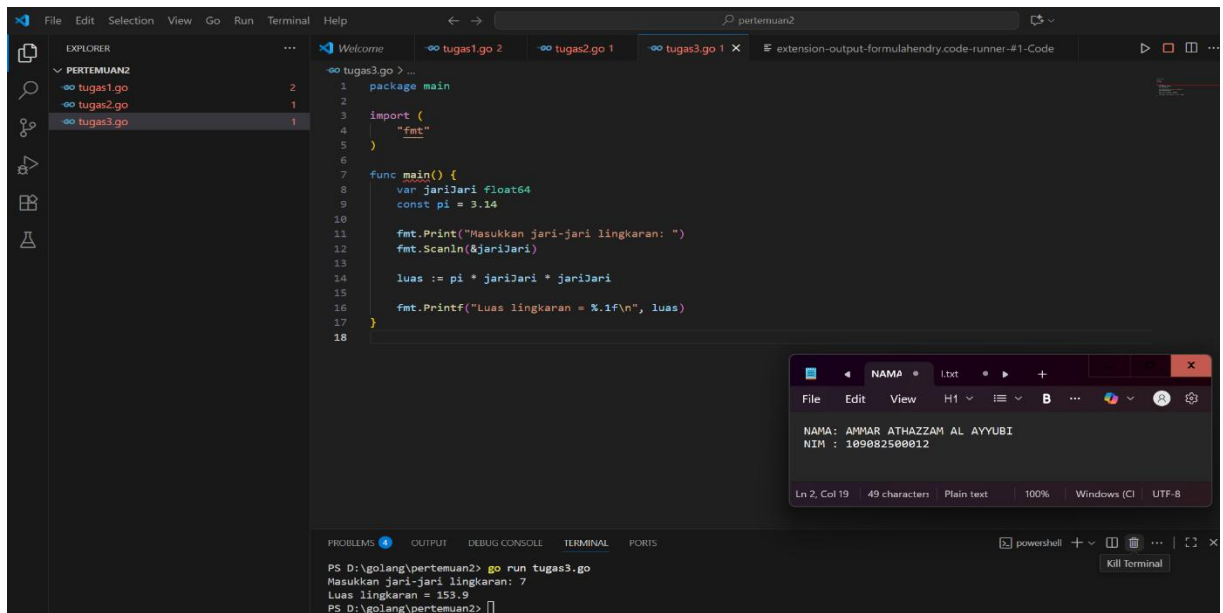 File Edit Selection View Go Run Terminal Help
pertemuan2
EXPLORER
PERTEMUAN2
tugas1.go 2
tugas2.go 1
tugas3.go 1
Welcome tugas1.go 2 tugas2.go 1 tugas3.go 1 extension-output-formulahendry.code-runner-#1-Code
tugas3.go > ...
1 package main
2
3 import (
4 "fmt"
5 )
6
7 func main() {
8 var jariJari float64
9 const pi = 3.14
10
11 fmt.Print("Masukkan jari-jari lingkaran: ")
12 fmt.Scanln(&jariJari)
13
14 luas := pi * jariJari * jariJari
15
16 fmt.Printf("Luas lingkaran = %.1f\n", luas)
17 }
18
NAMA l.txt
File Edit View H1 B
NAMA: AMMAR ATHAZZAM AL AYYUBI
NIM : 109082500012
Ln 2, Col 19 49 characters Plain text 100% Windows (Cl UTF-8
PROBLEMS 4 OUTPUT DEBUG CONSOLE TERMINAL PORTS
powershell
Kill Terminal
PS D:\golang\pertemuan2> go run tugas3.go
Masukkan jari-jari lingkaran: 7
Luas lingkaran = 153.9
PS D:\golang\pertemuan2>